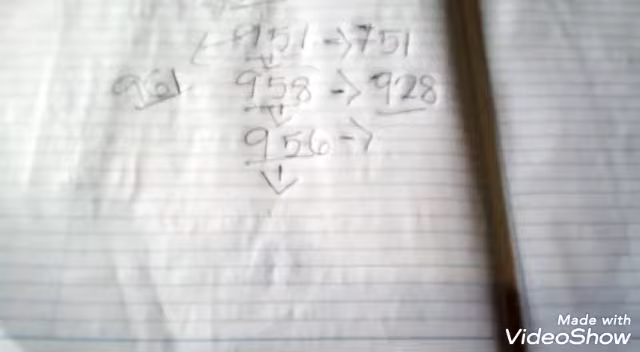 951 -> 751
961 958 -> 928
956 ->
Made with
VideoShow